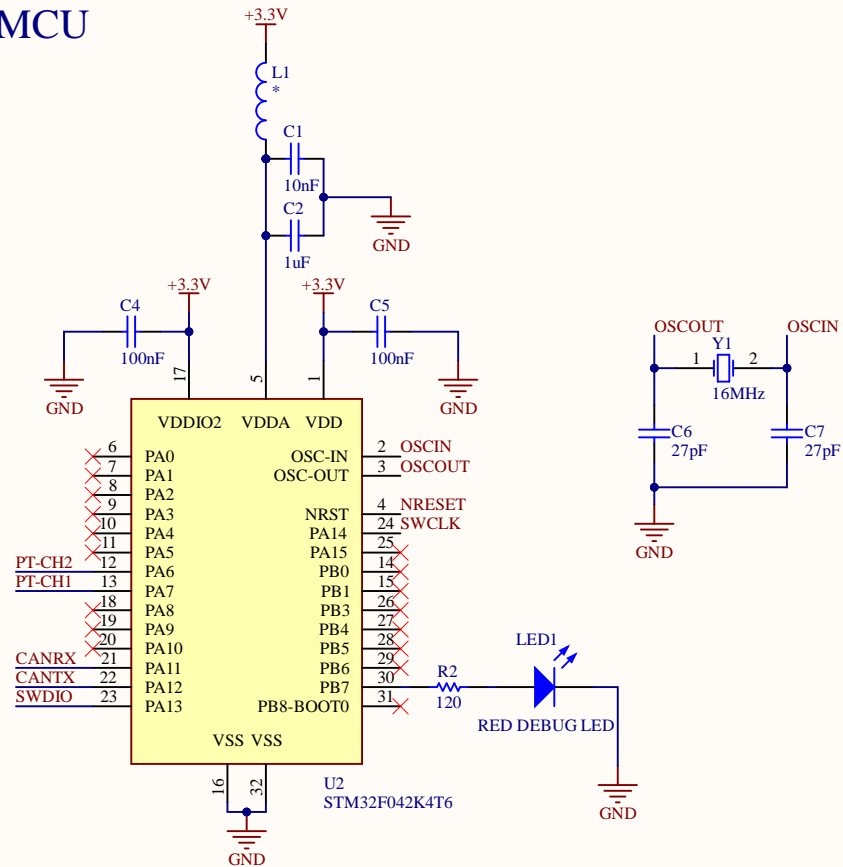 MCU
+3.3V
L1
*
C1
10nF
C2
1uF
GND
+3.3V
+3.3V
C4
100nF
C5
100nF
GND
GND
17
5
1
VDDIO2 VDDA VDD
6 PA0
7 PA1
8 PA2
9 PA3
10 PA4
11 PA5
PT-CH2 12 PA6
PT-CH1 13 PA7
18 PA8
19 PA9
20 PA10
CANRX 21 PA11
CANTX 22 PA12
SWDIO 23 PA13
OSC-IN 2 OSCIN
OSC-OUT 3 OSCOUT
NRST 4 NRESET
PA14 24 SWCLK
PA15 25
PB0 14
PB1 15
PB3 26
PB4 27
PB5 28
PB6 29
PB7 30
PB8-BOOT0 31
VSS VSS
16
32
GND
U2
STM32F042K4T6
R2
120
LED1
RED DEBUG LED
GND
OSCOUT
OSCIN
Y1
1
2
16MHz
C6
27pF
C7
27pF
GND